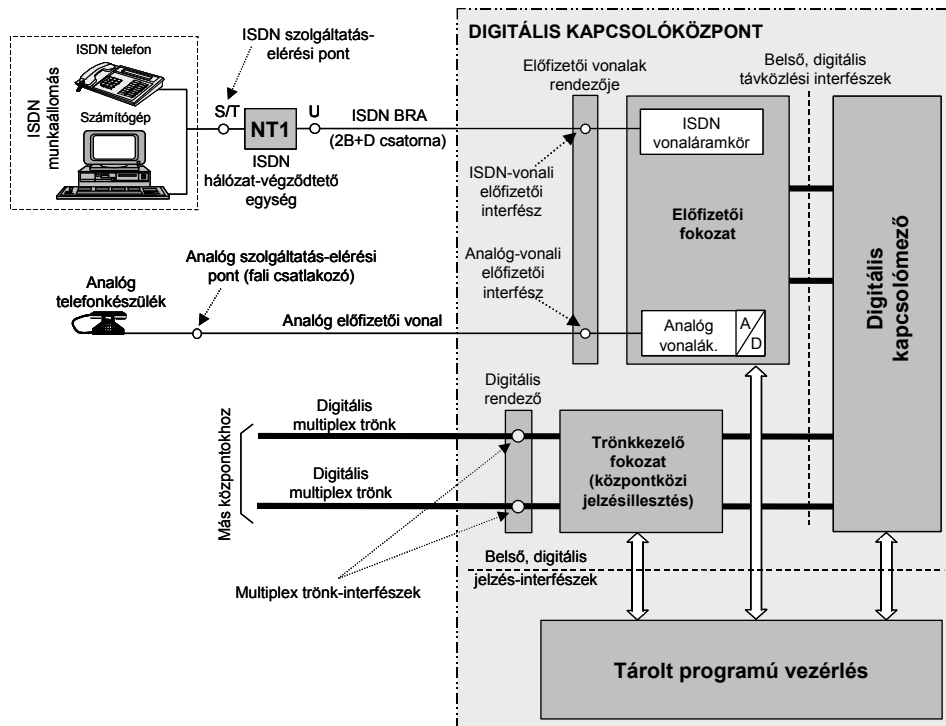 DIGITÁLIS KAPCSOLÓKÖZPONT
ISDN
munkaállomás
ISDN telefon
Számítógép
ISDN
szolgáltatás-
elérési pont
S/T
NT1
U
ISDN
hálózat-végződtető
egység
ISDN BRA
(2B+D csatorna)
Előfizetői vonalak
rendezője
Belső, digitális
távközlési interfészek
ISDN
vonaláramkör
ISDN-vonali
előfizetői
interfész
Előfizetői
fokozat
Analóg-vonali
előfizetői
interfész
Digitális
kapcsolómező
Analóg szolgáltatás-elérési
pont (fali csatlakozó)
Analóg
telefonkészülék
Analóg előfizetői vonal
Analóg
vonalák.
A
D
Digitális
rendező
Más központokhoz
Digitális
multiplex trönk
Digitális
multiplex trönk
Trönkkezelő
fokozat
(központközi
jelzésillesztés)
Multiplex trönk-interfészek
Belső, digitális
jelzés-interfészek
Tárolt programú vezérlés